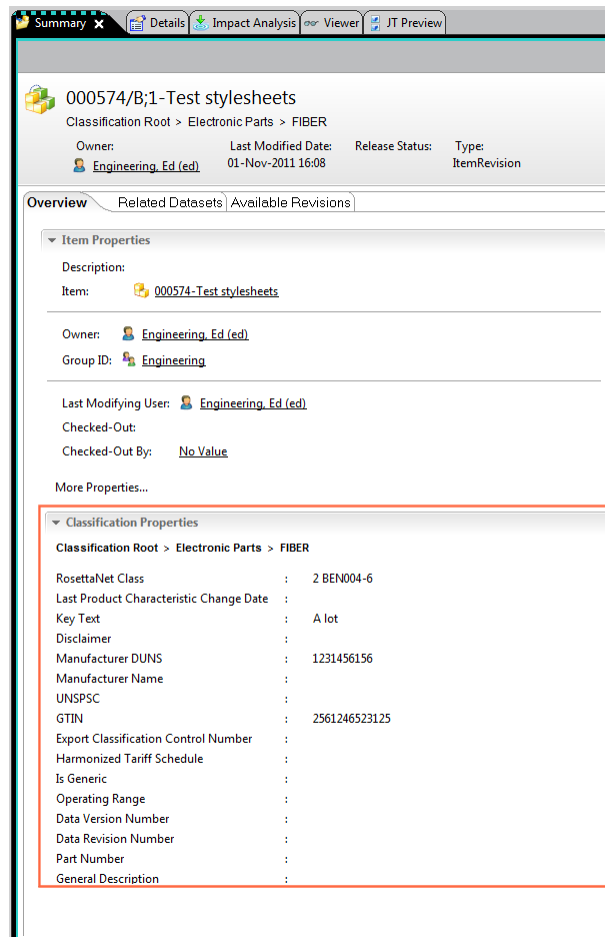 Summary Details Impact Analysis Viewer JT Preview
000574/B;1-Test stylesheets
Classification Root > Electronic Parts > FIBER
Owner: Last Modified Date: Release Status: Type:
Engineering, Ed (ed) 01-Nov-2011 16:08 ItemRevision
Overview Related Datasets Available Revisions
Item Properties
Description:
Item: 000574-Test stylesheets
Owner: Engineering, Ed (ed)
Group ID: Engineering
Last Modifying User: Engineering, Ed (ed)
Checked-Out:
Checked-Out By: No Value
More Properties...
Classification Properties
Classification Root > Electronic Parts > FIBER
RosettaNet Class : 2 BEN004-6
Last Product Characteristic Change Date :
Key Text : A lot
Disclaimer :
Manufacturer DUNS : 1231456156
Manufacturer Name :
UNSPSC :
GTIN : 2561246523125
Export Classification Control Number :
Harmonized Tariff Schedule :
Is Generic :
Operating Range :
Data Version Number :
Data Revision Number :
Part Number :
General Description :